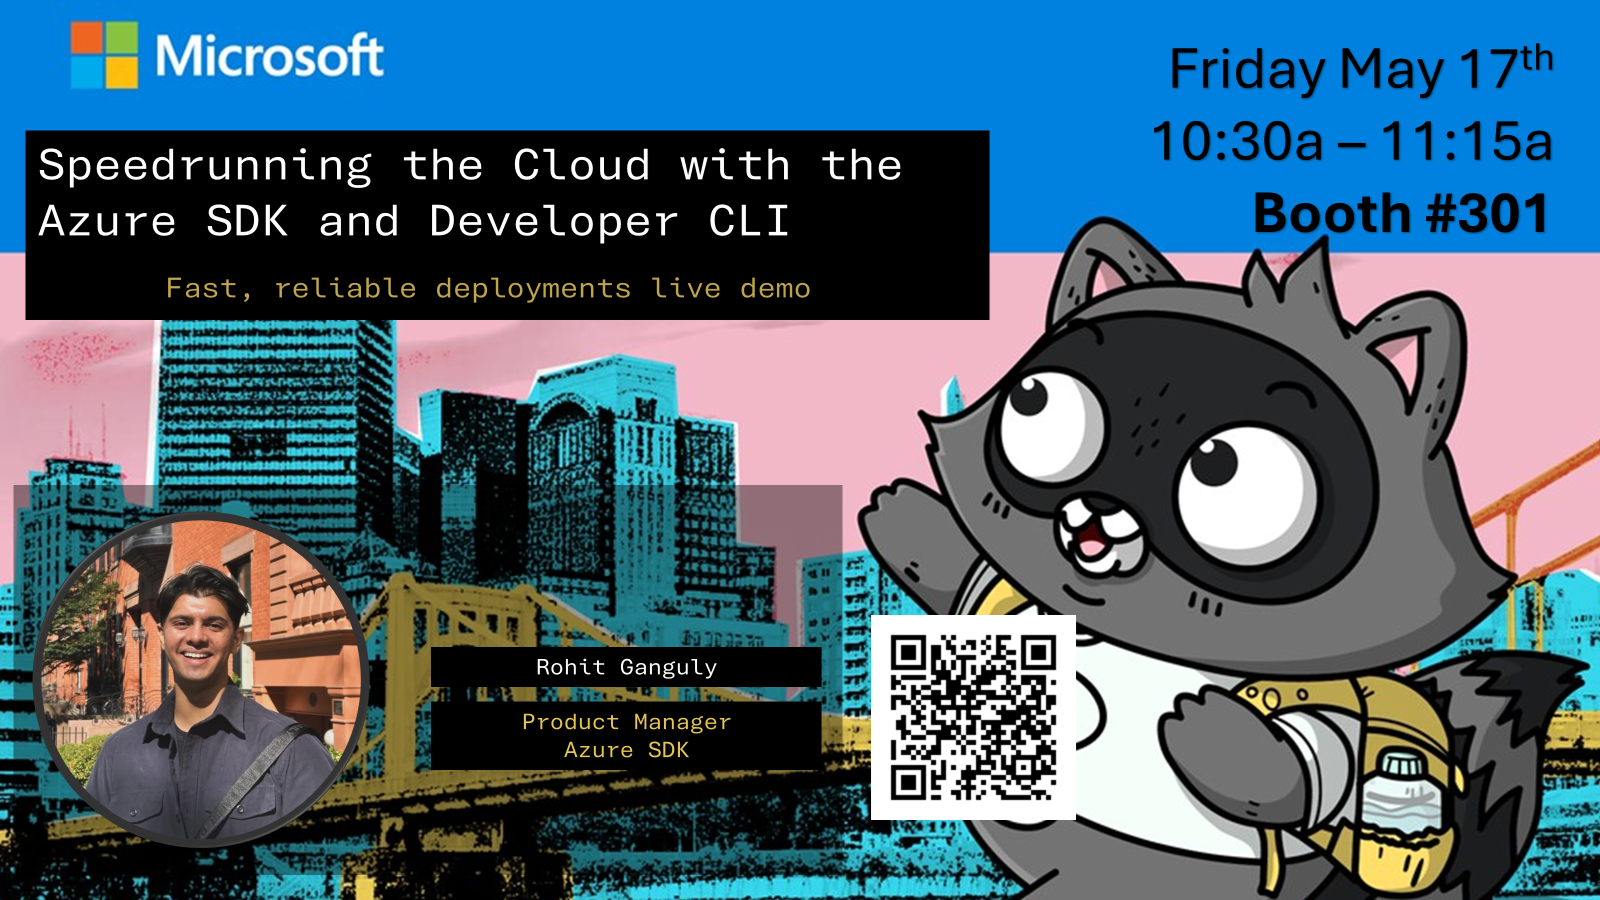 Microsoft
Friday May 17th
10:30a – 11:15a
Booth #301
Speedrunning the Cloud with the
Azure SDK and Developer CLI
Fast, reliable deployments live demo
Rohit Ganguly
Product Manager
Azure SDK